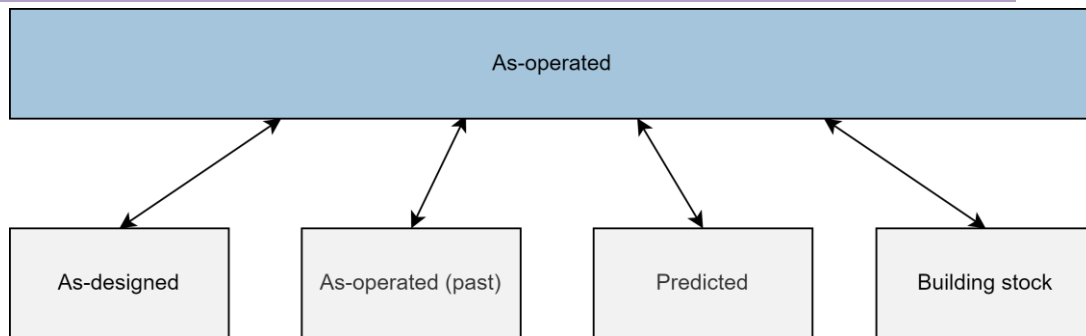 As-operated
As-designed
As-operated (past)
Predicted
Building stock